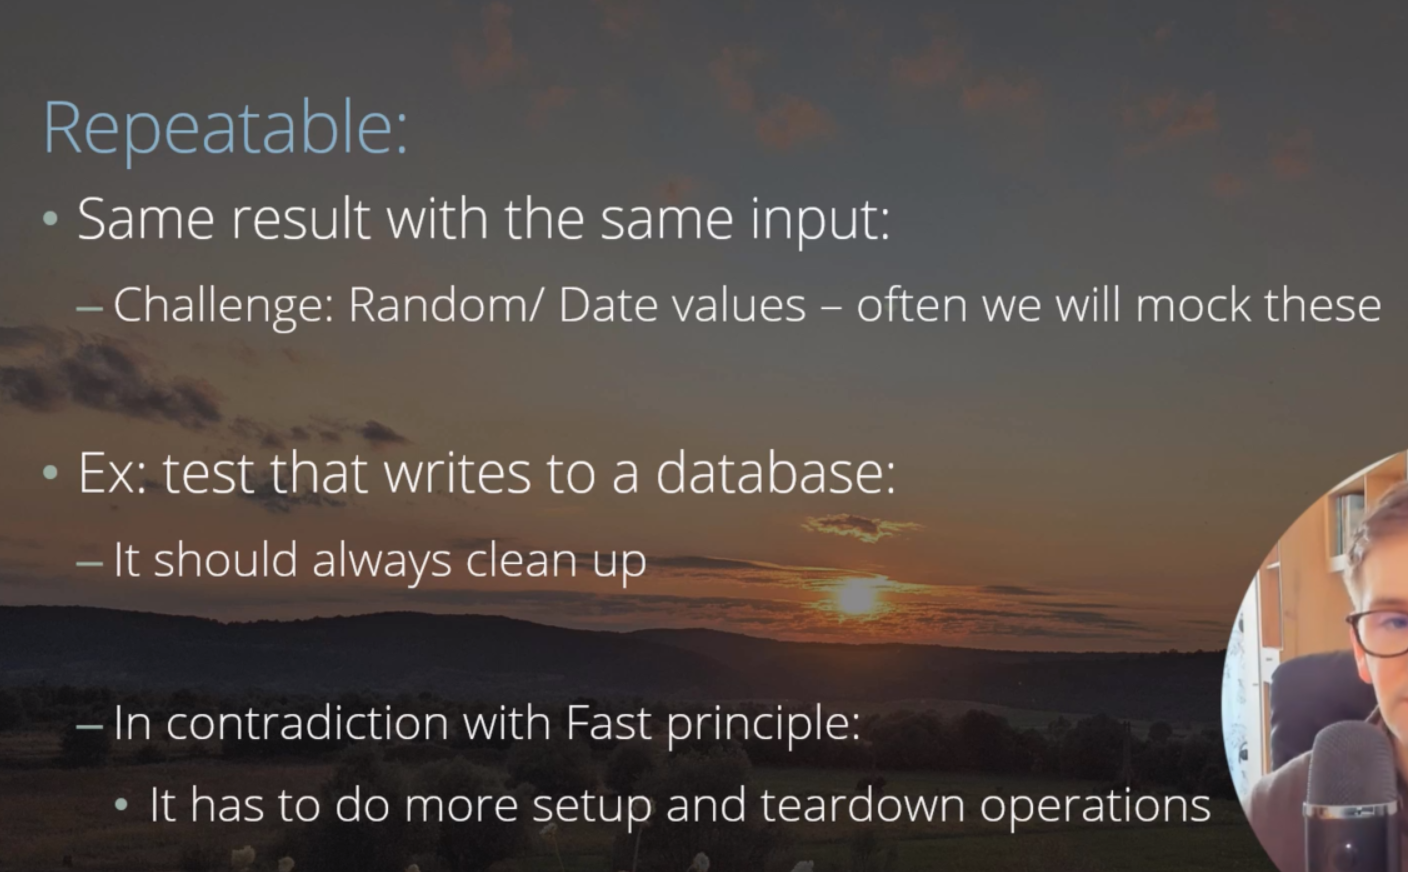 Repeatable:
• Same result with the same input:
– Challenge: Random/ Date values – often we will mock these
• Ex: test that writes to a database:
– It should always clean up
– In contradiction with Fast principle:
• It has to do more setup and teardown operations